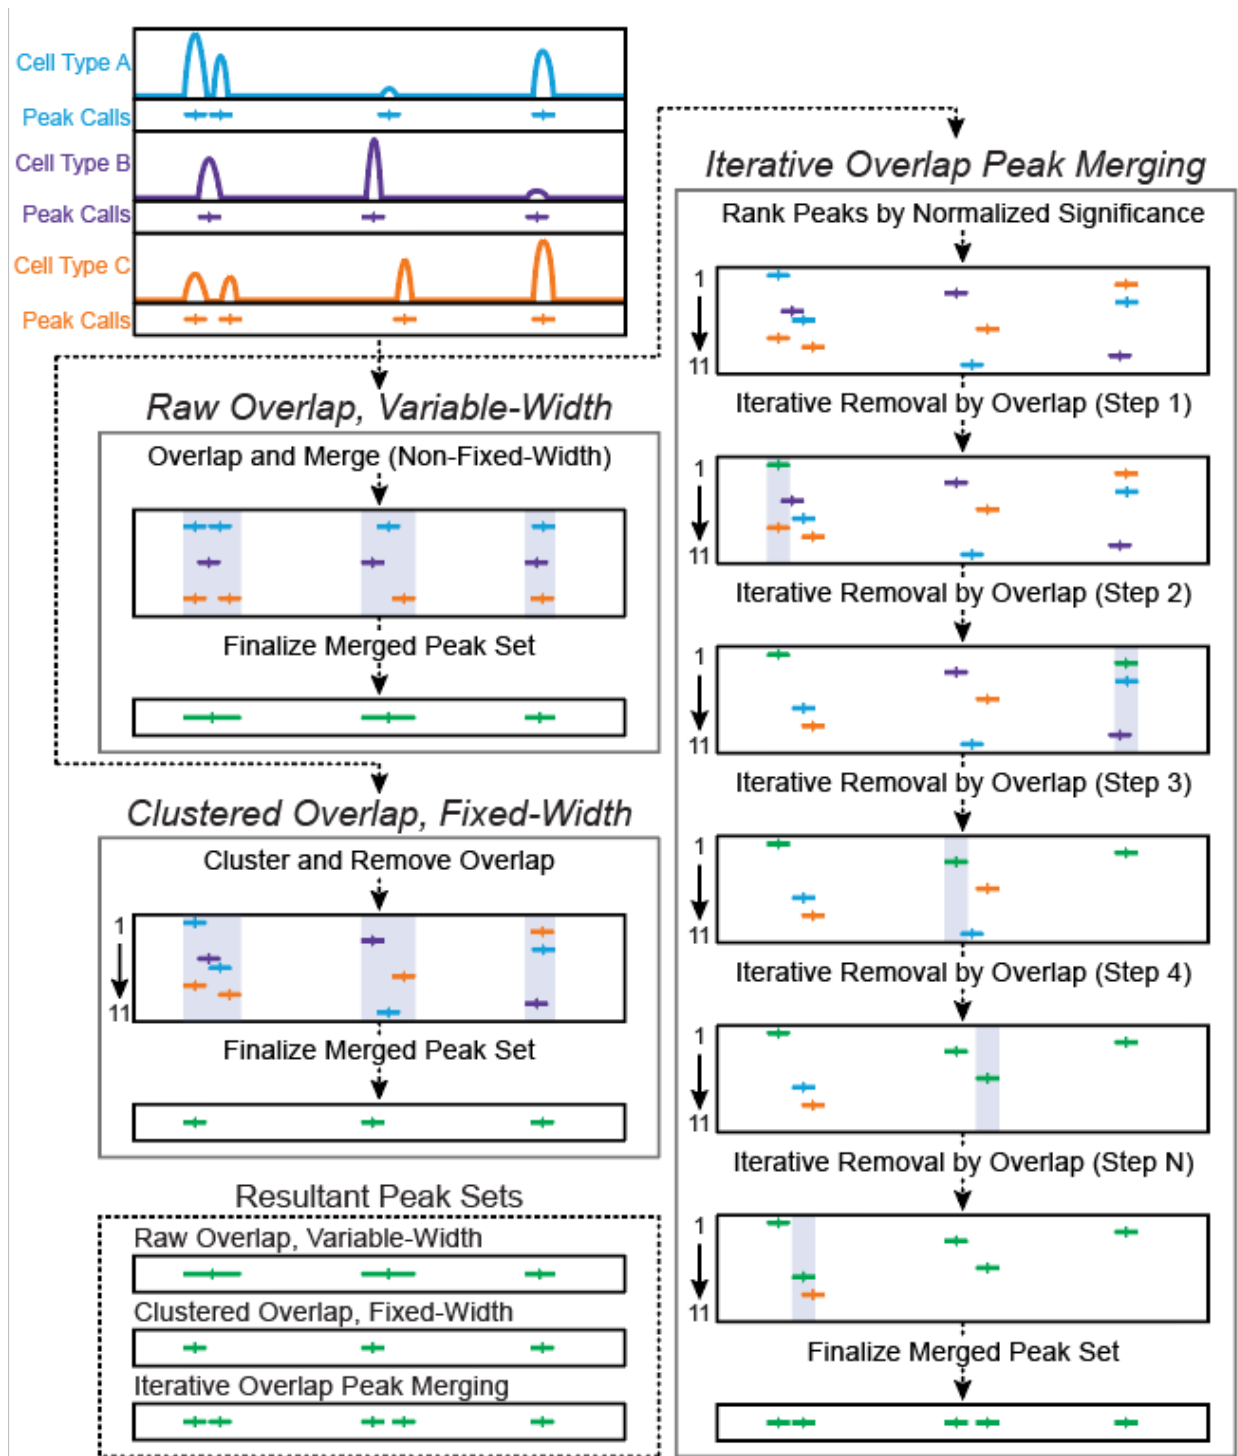 Cell Type A
Peak Calls
Cell Type B
Peak Calls
Cell Type C
Peak Calls
Raw Overlap, Variable-Width
Overlap and Merge (Non-Fixed-Width)
Finalize Merged Peak Set
Clustered Overlap, Fixed-Width
Cluster and Remove Overlap
1
11
Finalize Merged Peak Set
Resultant Peak Sets
Raw Overlap, Variable-Width
Clustered Overlap, Fixed-Width
Iterative Overlap Peak Merging
Iterative Overlap Peak Merging
Rank Peaks by Normalized Significance
1
11
Iterative Removal by Overlap (Step 1)
1
11
Iterative Removal by Overlap (Step 2)
1
11
Iterative Removal by Overlap (Step 3)
1
11
Iterative Removal by Overlap (Step 4)
1
11
Iterative Removal by Overlap (Step N)
1
11
Finalize Merged Peak Set